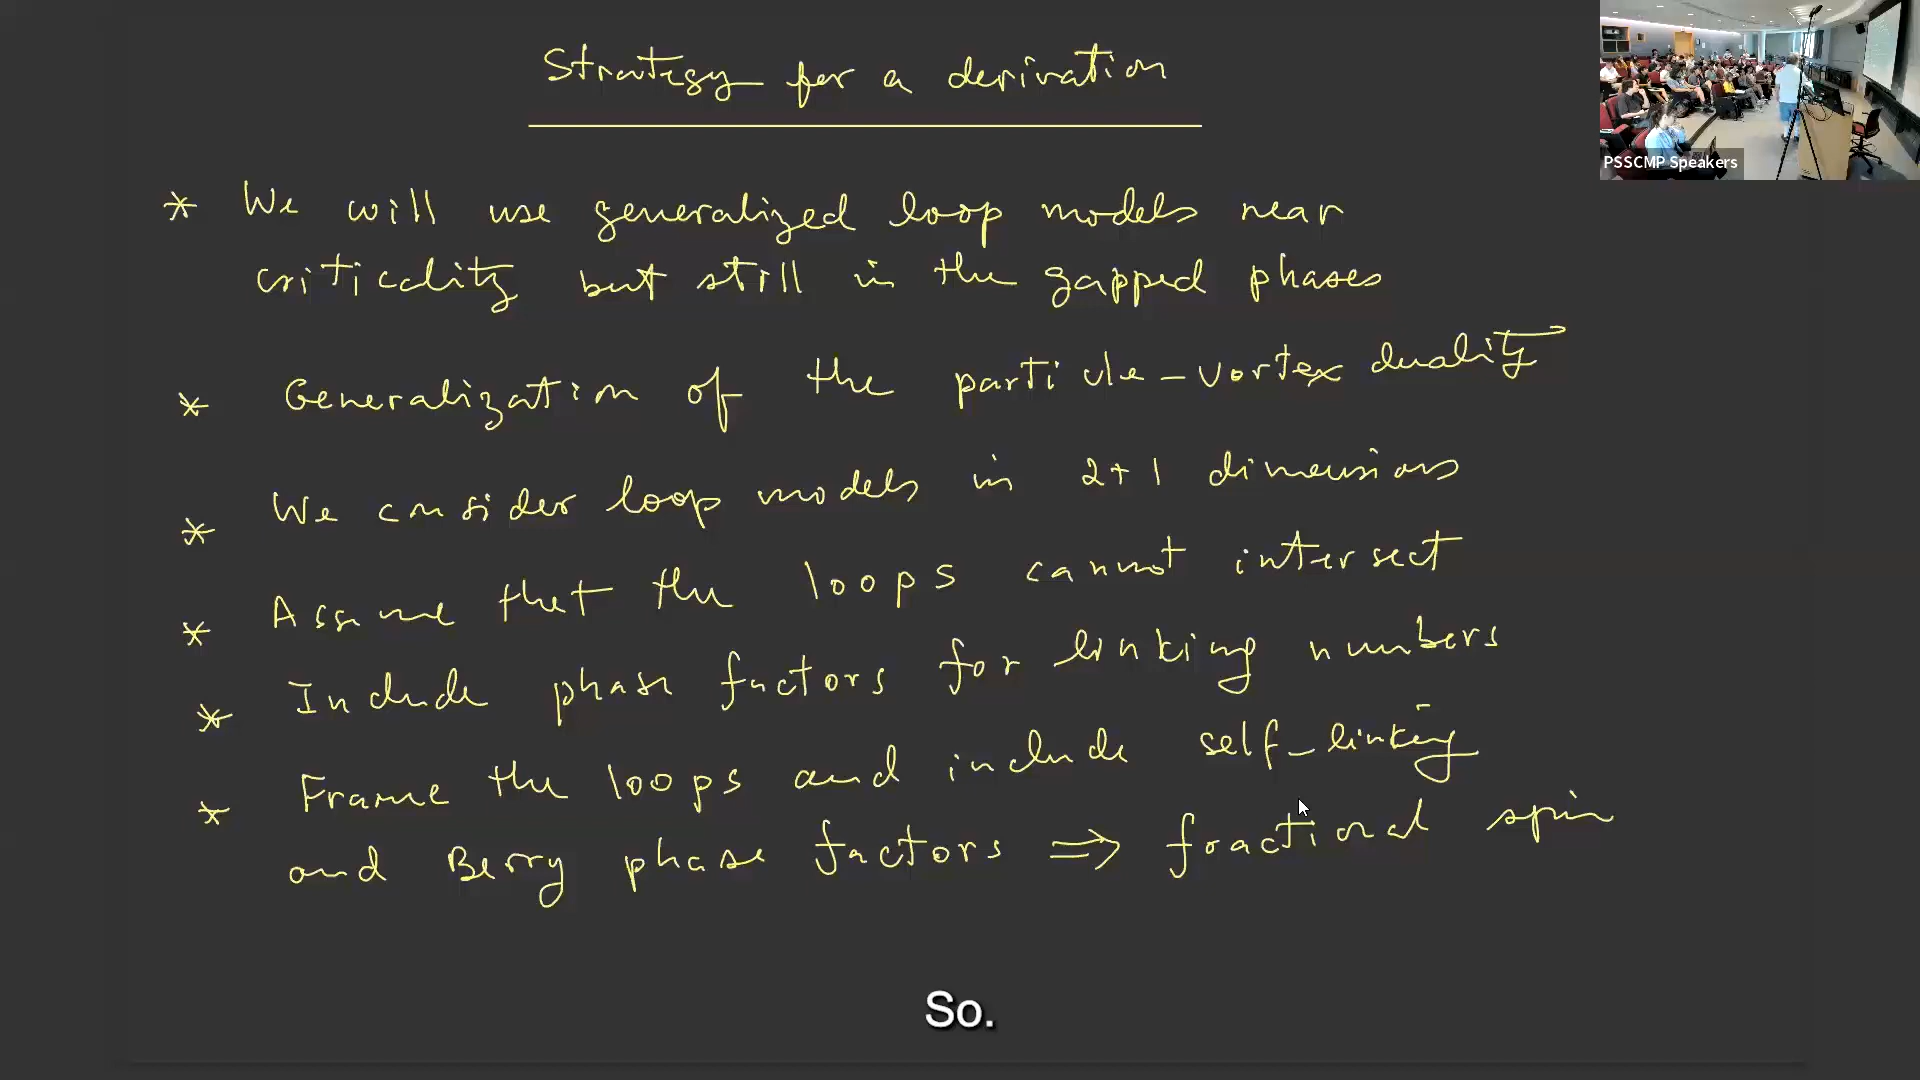 Strategy for a derivation
* We will use generalized loop models near
criticality but still in the gapped phases
* Generalization of the particle-vortex duality
* We consider loop models in 2+1 dimensions
* Assume that the loops cannot intersect
* Include phase factors for linking numbers
* Frame the loops and include self-linking
and Berry phase factors ⇒ fractional spin
PSSCMP Speakers
So.